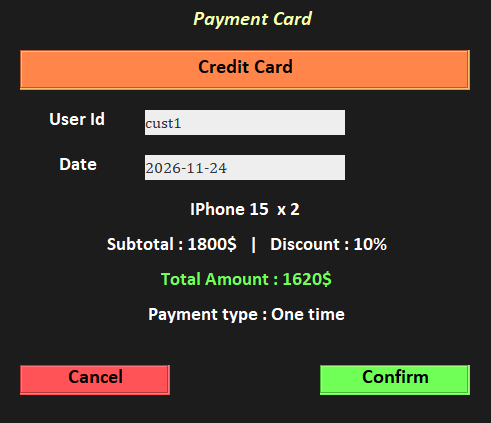 Payment Card
Credit Card
User Id cust1
Date 2026-11-24
IPhone 15 x 2
Subtotal : 1800$ | Discount : 10%
Total Amount : 1620$
Payment type : One time
Cancel Confirm